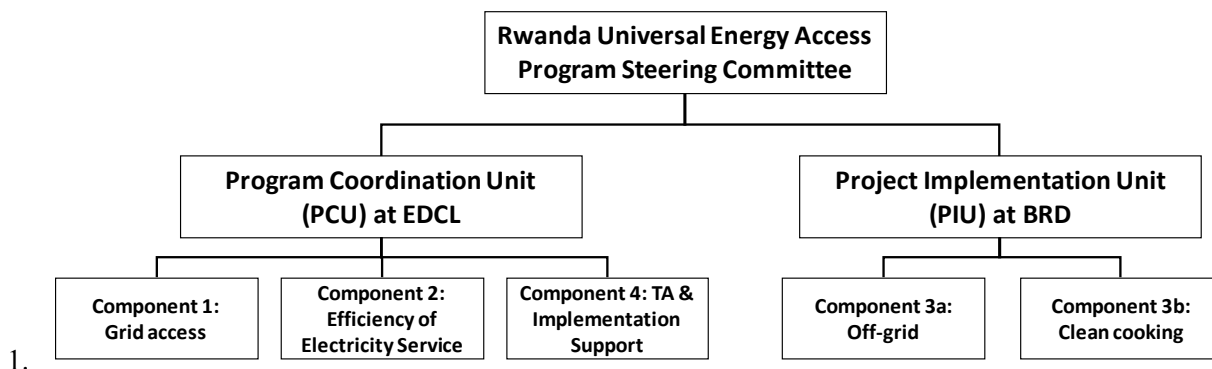 Rwanda Universal Energy Access
Program Steering Committee
Program Coordination Unit
(PCU) at EDCL
Project Implementation Unit
(PIU) at BRD
Component 1:
Grid access
Component 2:
Efficiency of
Electricity Service
Component 4: TA &
Implementation
Support
Component 3a:
Off-grid
Component 3b:
Clean cooking
1.